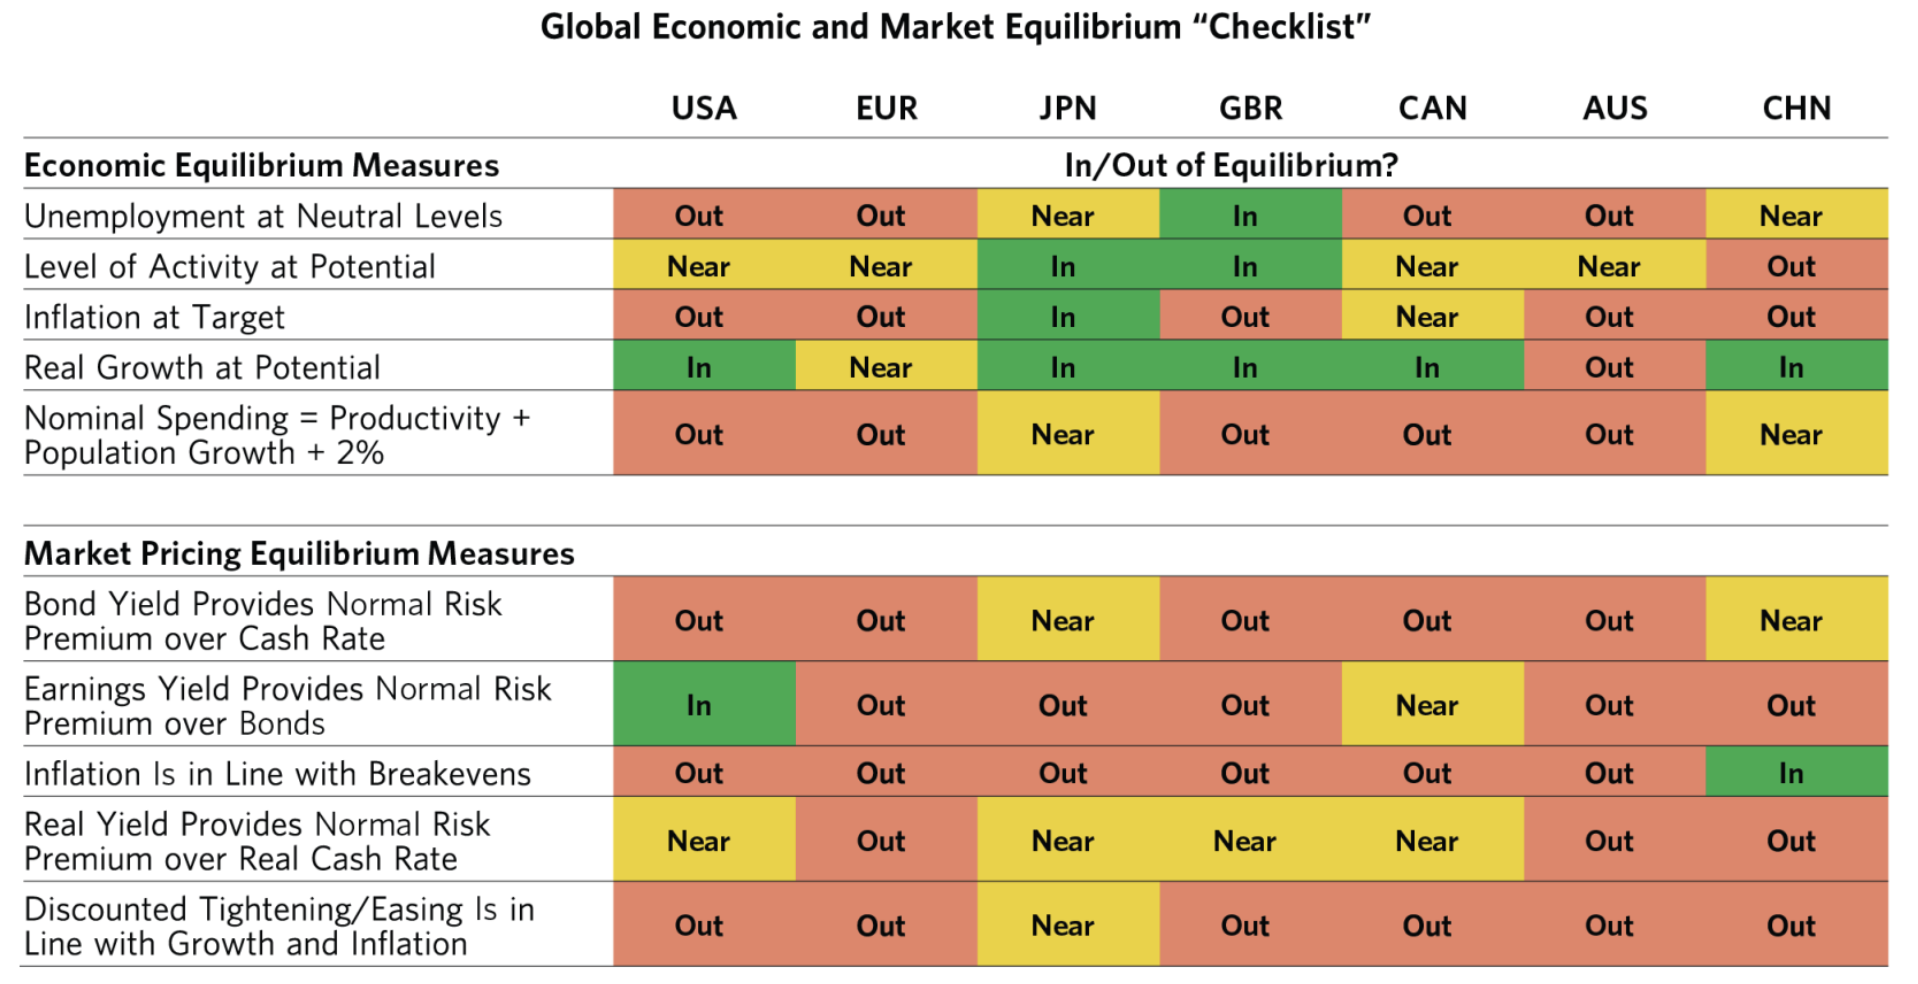 Global Economic and Market Equilibrium “Checklist”
USA EUR JPN GBR CAN AUS CHN
Economic Equilibrium Measures In/Out of Equilibrium?
Unemployment at Neutral Levels Out Out Near In Out Out Near
Level of Activity at Potential Near Near In In Near Near Out
Inflation at Target Out Out In Out Near Out Out
Real Growth at Potential In Near In In In Out In
Nominal Spending = Productivity +
Population Growth + 2% Out Out Near Out Out Out Near
Market Pricing Equilibrium Measures
Bond Yield Provides Normal Risk
Premium over Cash Rate Out Out Near Out Out Out Near
Earnings Yield Provides Normal Risk
Premium over Bonds In Out Out Out Near Out Out
Inflation Is in Line with Breakevens Out Out Out Out Out Out In
Real Yield Provides Normal Risk
Premium over Real Cash Rate Near Out Near Near Near Out Out
Discounted Tightening/Easing Is in
Line with Growth and Inflation Out Out Near Out Out Out Out